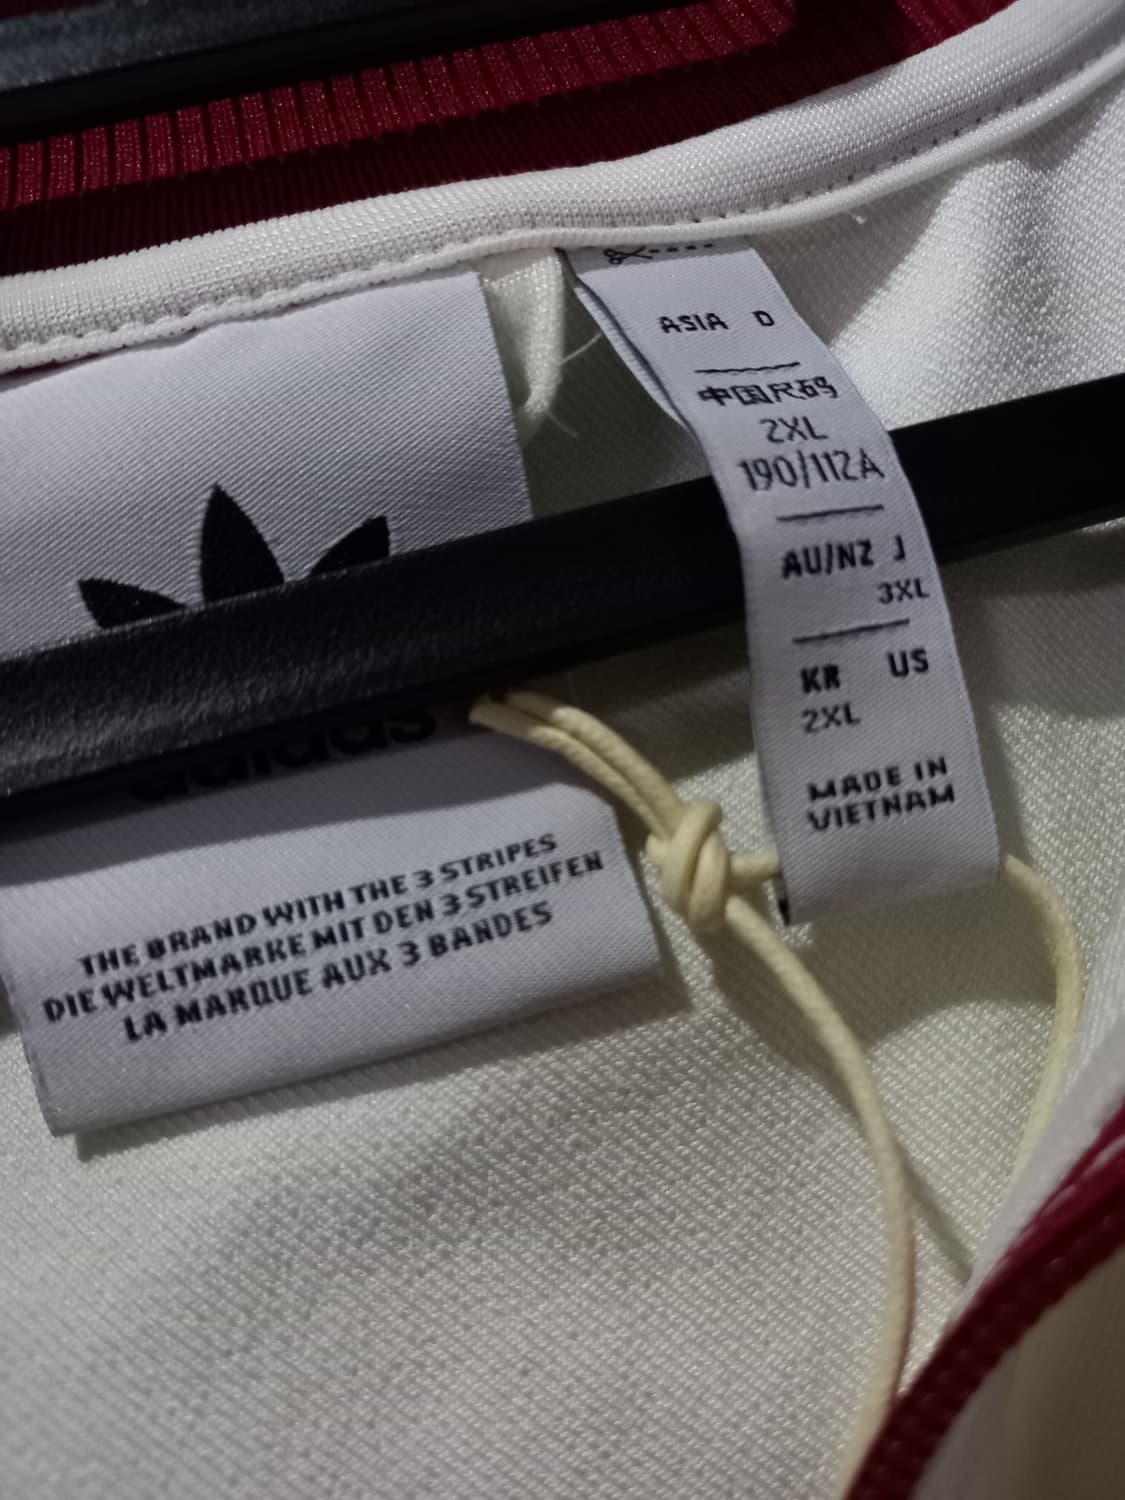 adidas
THE BRAND WITH THE 3 STRIPES
DIE WELTMARKE MIT DEN 3 STREIFEN
LA MARQUE AUX 3 BANDES
ASIA D
中国尺码
2XL
190/112A
AU/NZ J
3XL
KR US
2XL
MADE IN
VIETNAM